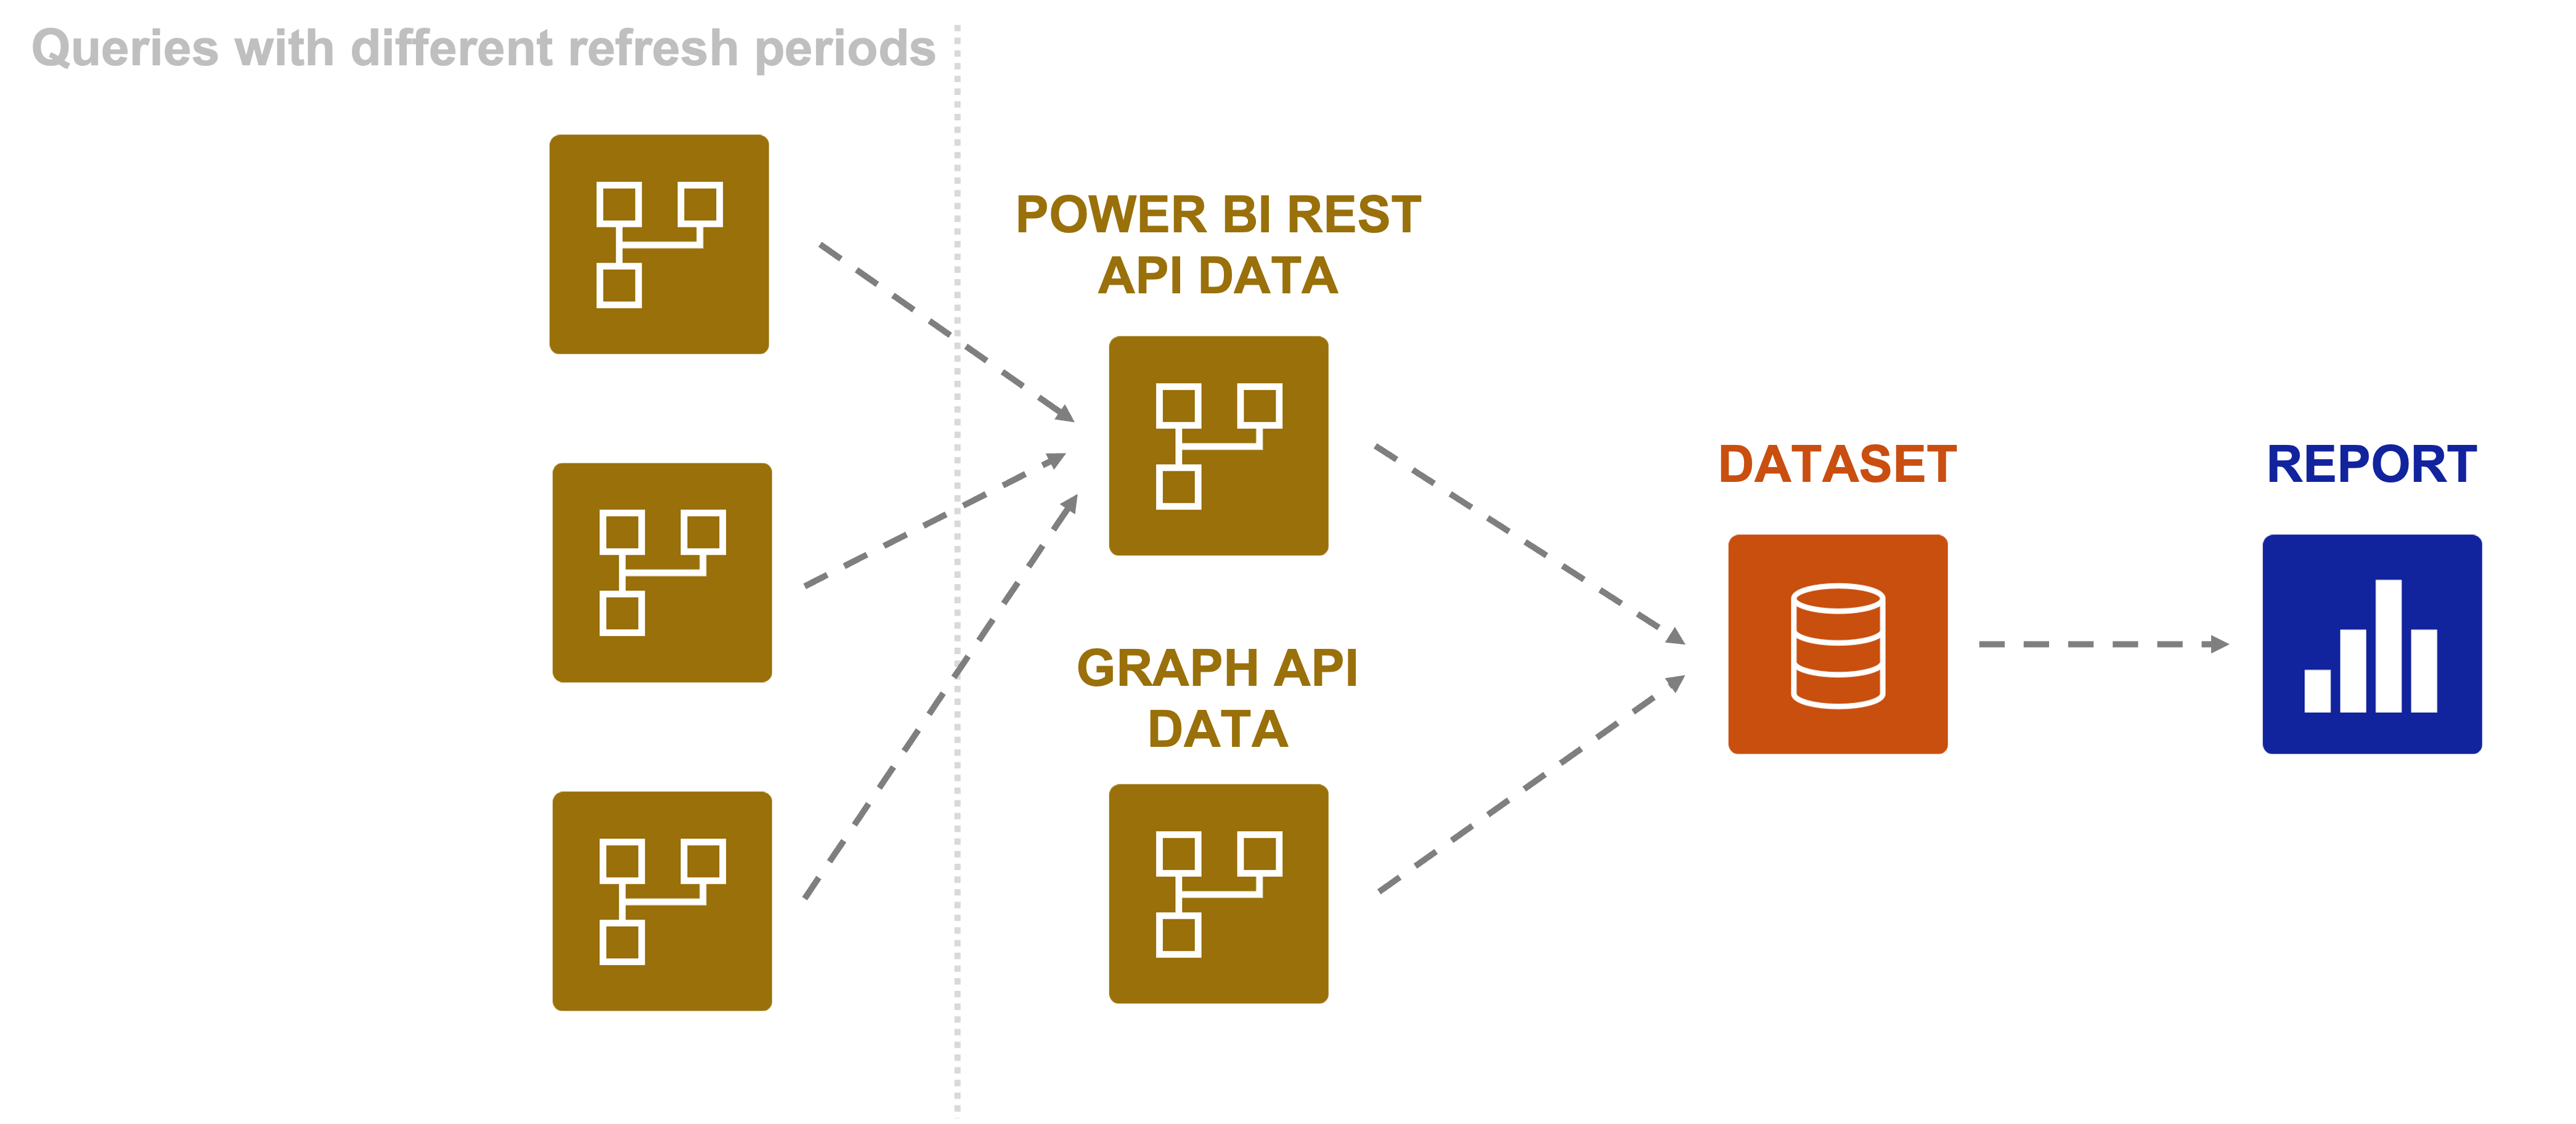 Queries with different refresh periods
POWER BI REST
API DATA
GRAPH API
DATA
DATASET
REPORT